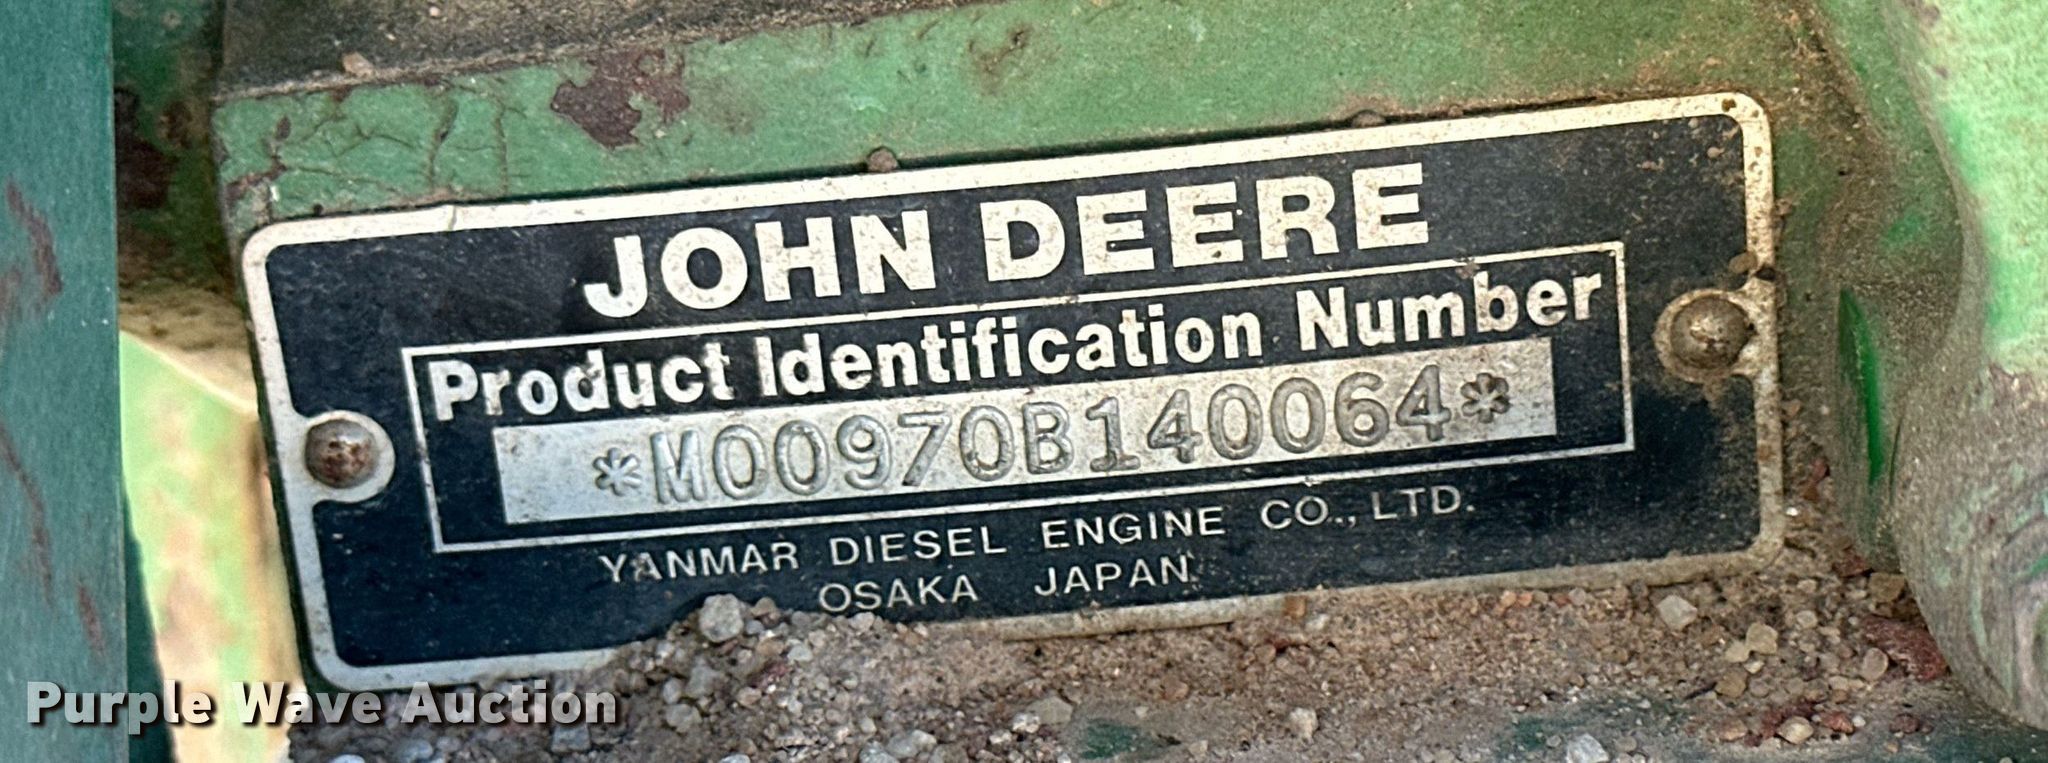 JOHN DEERE
Product Identification Number
*M00970B140064*
YANMAR DIESEL ENGINE CO., LTD.
OSAKA JAPAN
Purple Wave Auction